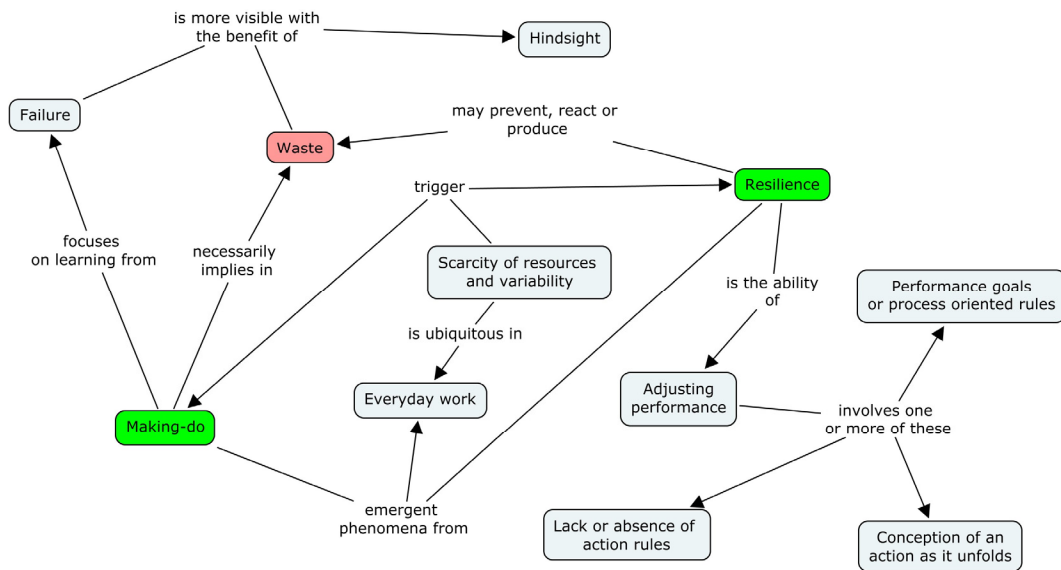 is more visible with
the benefit of
Hindsight
Failure
may prevent, react or
produce
Waste
trigger
Resilience
focuses
on learning from
necessarily
implies in
Scarcity of resources
and variability
is the ability
of
Performance goals
or process oriented rules
is ubiquitous in
Everyday work
Adjusting
performance
Making-do
involves one
or more of these
emergent
phenomena from
Lack or absence of
action rules
Conception of an
action as it unfolds